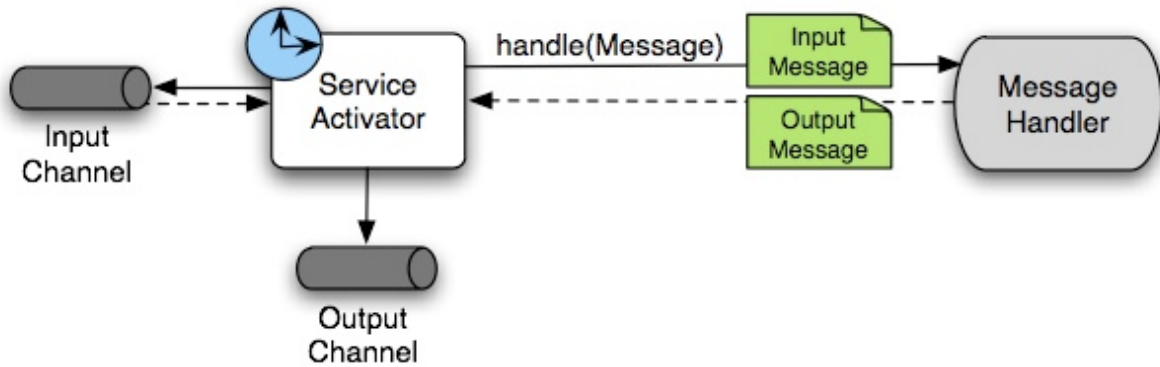 handle(Message)
Input
Message
Service
Activator
Message
Handler
Input
Channel
Output
Message
Output
Channel